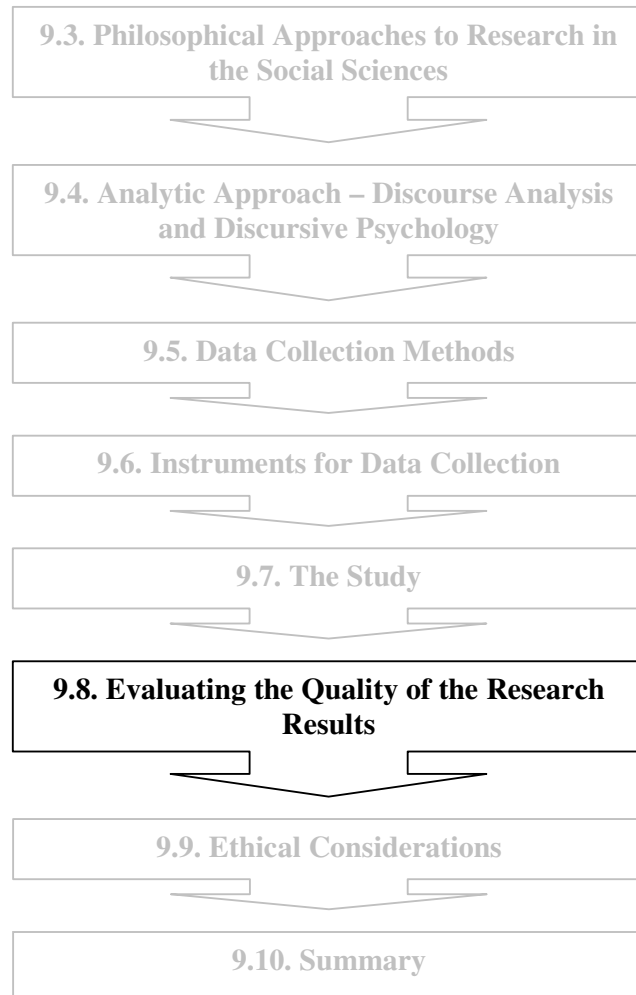 9.3. Philosophical Approaches to Research in
the Social Sciences
9.4. Analytic Approach – Discourse Analysis
and Discursive Psychology
9.5. Data Collection Methods
9.6. Instruments for Data Collection
9.7. The Study
9.8. Evaluating the Quality of the Research
Results
9.9. Ethical Considerations
9.10. Summary